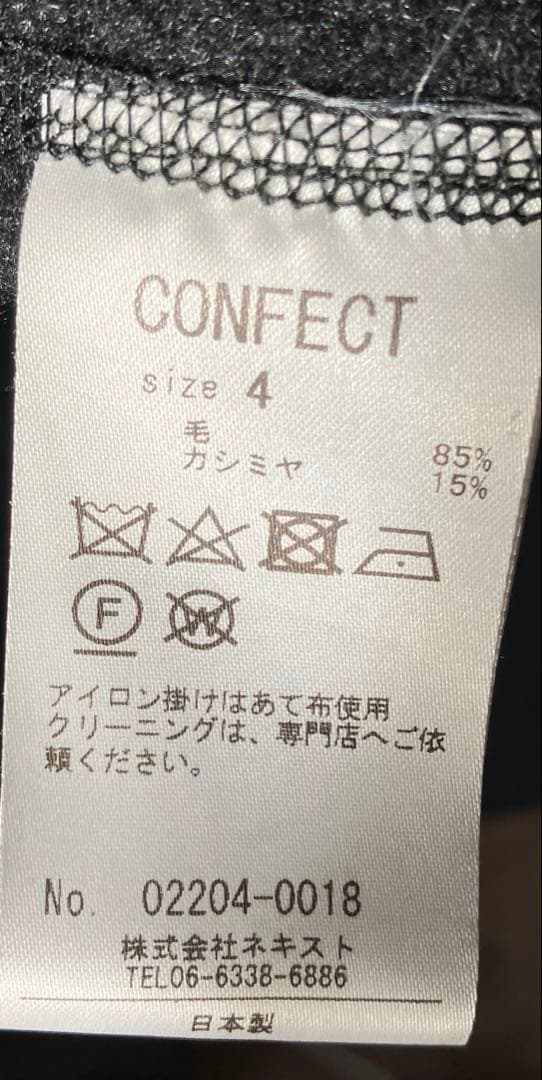 CONFECT
size 4
毛 85%
カシミヤ 15%
F W
アイロン掛けはあて布使用
クリーニングは、専門店へご依
頼ください。
No. 02204-0018
株式会社ネキスト
TEL06-6338-6886
日本製